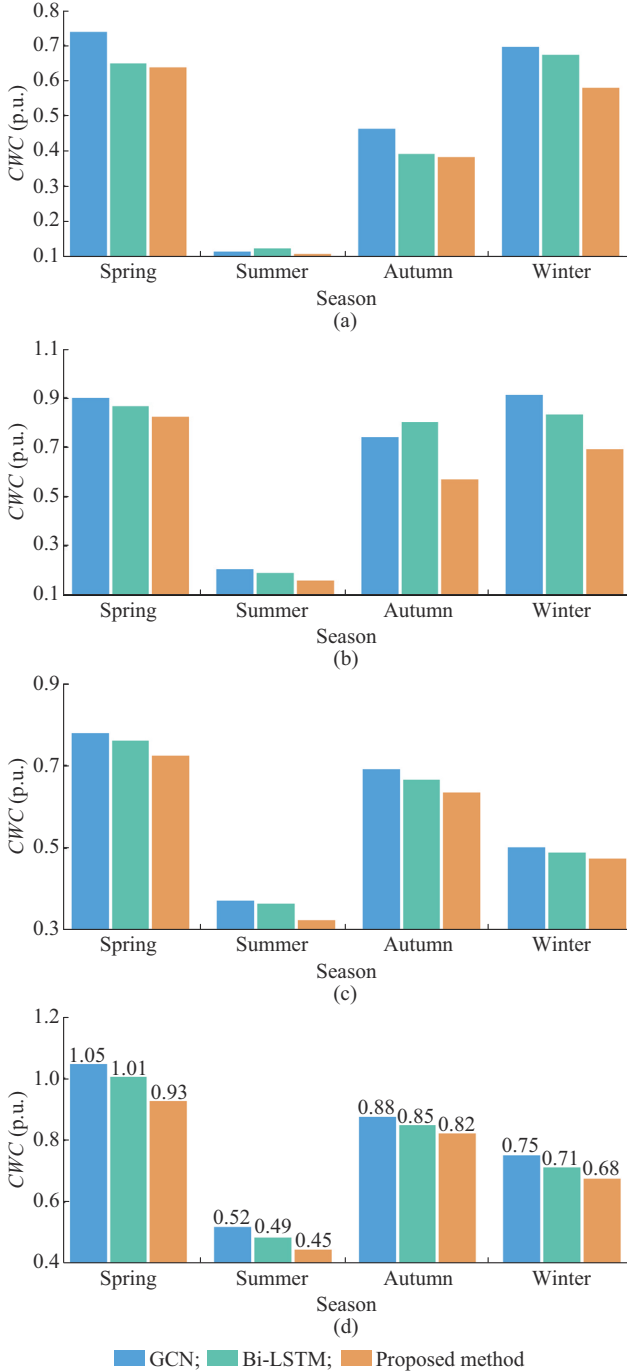 0.8
0.7
0.6
0.5
0.4
0.3
0.2
0.1
CWC (p.u.)
Spring Summer Autumn Winter
Season
(a)
1.1
0.9
0.7
0.5
0.3
0.1
CWC (p.u.)
Spring Summer Autumn Winter
Season
(b)
0.9
0.7
0.5
0.3
CWC (p.u.)
Spring Summer Autumn Winter
Season
(c)
1.2
1.0
0.8
0.6
0.4
CWC (p.u.)
1.05 1.01 0.93
0.52 0.49 0.45
0.88 0.85 0.82
0.75 0.71 0.68
Spring Summer Autumn Winter
Season
(d)
GCN; Bi-LSTM; Proposed method